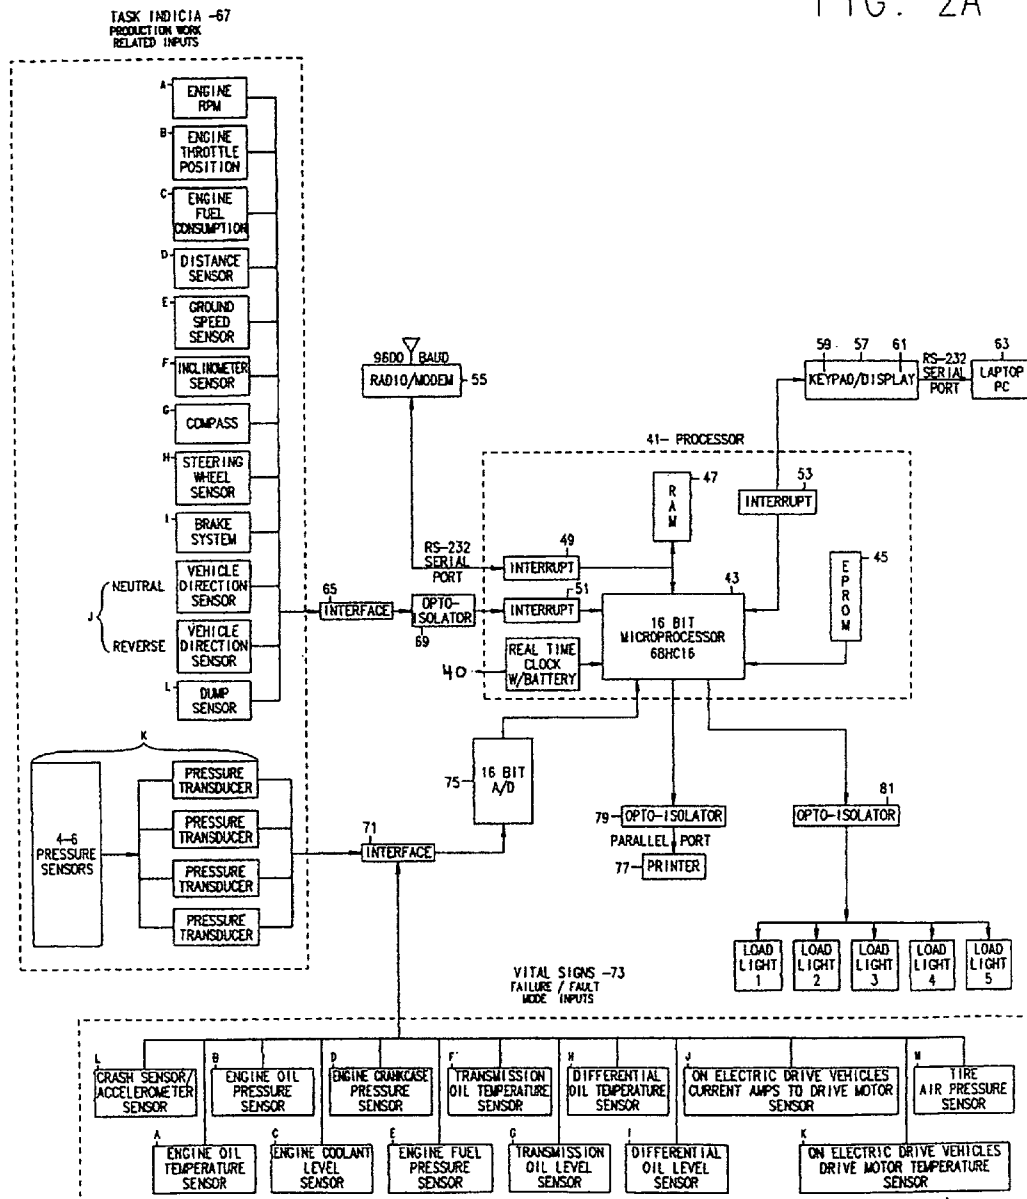 FIG. 2A
TASK INDICIA -67
PRODUCTION WORK
RELATED INPUTS
A
ENGINE
RPM
B
ENGINE
THROTTLE
POSITION
C
ENGINE
FUEL
CONSUMPTION
D
DISTANCE
SENSOR
E
GROUND
SPEED
SENSOR
F
INCLINOMETER
SENSOR
G
COMPASS
H
STEERING
WHEEL
SENSOR
I
BRAKE
SYSTEM
J
NEUTRAL
VEHICLE
DIRECTION
SENSOR
REVERSE
VEHICLE
DIRECTION
SENSOR
L
DUMP
SENSOR
K
4-6
PRESSURE
SENSORS
PRESSURE
TRANSDUCER
PRESSURE
TRANSDUCER
PRESSURE
TRANSDUCER
PRESSURE
TRANSDUCER
65
INTERFACE
OPTO-
ISOLATOR
69
9600 BAUD
RADIO/MODEM
55
RS-232
SERIAL
PORT
41- PROCESSOR
49
INTERRUPT
51
INTERRUPT
40
REAL TIME
CLOCK
W/BATTERY
47
RAM
43
16 BIT
MICROPROCESSOR
68HC16
53
INTERRUPT
45
EPROM
59 57 61
KEYPAD/DISPLAY
RS-232
SERIAL
PORT
63
LAPTOP
PC
71
INTERFACE
75
16 BIT
A/D
79
OPTO-ISOLATOR
PARALLEL PORT
77
PRINTER
81
OPTO-ISOLATOR
LOAD
LIGHT
1
LOAD
LIGHT
2
LOAD
LIGHT
3
LOAD
LIGHT
4
LOAD
LIGHT
5
VITAL SIGNS -73
FAILURE / FAULT
MODE INPUTS
L
CRASH SENSOR/
ACCELEROMETER
SENSOR
B
ENGINE OIL
PRESSURE
SENSOR
D
ENGINE CRANKCASE
PRESSURE
SENSOR
F
TRANSMISSION
OIL TEMPERATURE
SENSOR
H
DIFFERENTIAL
OIL TEMPERATURE
SENSOR
J
ON ELECTRIC DRIVE VEHICLES
CURRENT AMPS TO DRIVE MOTOR
SENSOR
M
TIRE
AIR PRESSURE
SENSOR
A
ENGINE OIL
TEMPERATURE
SENSOR
C
ENGINE COOLANT
LEVEL
SENSOR
E
ENGINE FUEL
PRESSURE
SENSOR
G
TRANSMISSION
OIL LEVEL
SENSOR
I
DIFFERENTIAL
OIL LEVEL
SENSOR
K
ON ELECTRIC DRIVE VEHICLES
DRIVE MOTOR TEMPERATURE
SENSOR